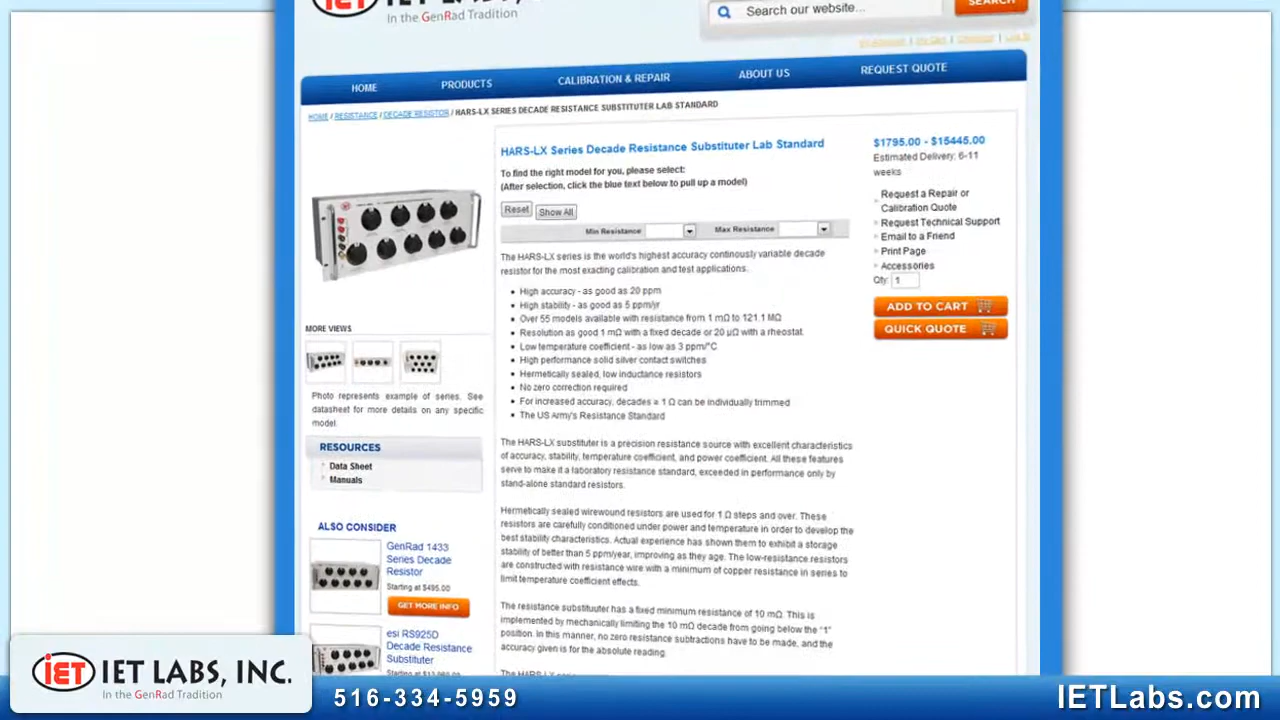 IET LABS, INC.
In the GenRad Tradition
Search our website...
SEARCH
My Account My Cart Checkout Log In
HOME
PRODUCTS
CALIBRATION & REPAIR
ABOUT US
REQUEST QUOTE
HOME / RESISTANCE / DECADE RESISTOR / HARS-LX SERIES DECADE RESISTANCE SUBSTITUTER LAB STANDARD
HARS-LX Series Decade Resistance Substituter Lab Standard
To find the right model for you, please select:
(After selection, click the blue text below to pull up a model)
Reset
Show All
Min Resistance
Max Resistance
The HARS-LX series is the world's highest accuracy continously variable decade
resistor for the most exacting calibration and test applications.
High accuracy - as good as 20 ppm
High stability - as good as 5 ppm/yr
Over 55 models available with resistance from 1 mΩ to 121.1 MΩ
Resolution as good 1 mΩ with a fixed decade or 20 µΩ with a rheostat.
Low temperature coefficient - as low as 3 ppm/°C
High performance solid silver contact switches
Hermetically sealed, low inductance resistors
No zero correction required
For increased accuracy, decades ≥ 1 Ω can be individually trimmed
The US Army's Resistance Standard
The HARS-LX substituter is a precision resistance source with excellent characteristics
of accuracy, stability, temperature coefficient, and power coefficient. All these features
serve to make it a laboratory resistance standard, exceeded in performance only by
stand-alone standard resistors.
Hermetically sealed wirewound resistors are used for 1 Ω steps and over. These
resistors are carefully conditioned under power and temperature in order to develop the
best stability characteristics. Actual experience has shown them to exhibit a storage
stability of better than 5 ppm/year, improving as they age. The low-resistance resistors
are constructed with resistance wire with a minimum of copper resistance in series to
limit temperature coefficient effects.
The resistance substituuter has a fixed minimum resistance of 10 mΩ. This is
implemented by mechanically limiting the 10 mΩ decade from going below the "1"
position. In this manner, no zero resistance subtractions have to be made, and the
accuracy given is for the absolute reading.
$1795.00 - $15445.00
Estimated Delivery: 6-11
weeks
Request a Repair or
Calibration Quote
Request Technical Support
Email to a Friend
Print Page
Accessories
Qty: 1
ADD TO CART
QUICK QUOTE
MORE VIEWS
Photo represents example of series. See
datasheet for more details on any specific
model.
RESOURCES
Data Sheet
Manuals
ALSO CONSIDER
GenRad 1433
Series Decade
Resistor
Starting at $495.00
GET MORE INFO
esi RS925D
Decade Resistance
Substituter
IET LABS, INC.
In the GenRad Tradition
516-334-5959
IETLabs.com